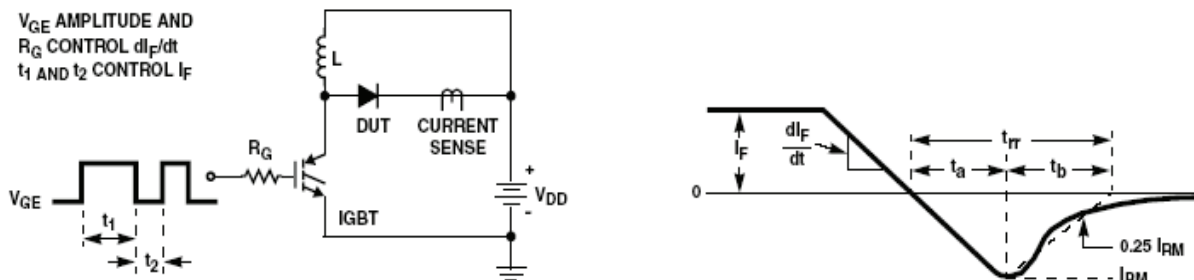 VGE AMPLITUDE AND
RG CONTROL dIF/dt
t1 AND t2 CONTROL IF
L
DUT
CURRENT
SENSE
RG
VGE
t1
t2
IGBT
+
VDD
-
IF
dIF
dt
trr
ta
tb
0
0.25 IRM
IRM